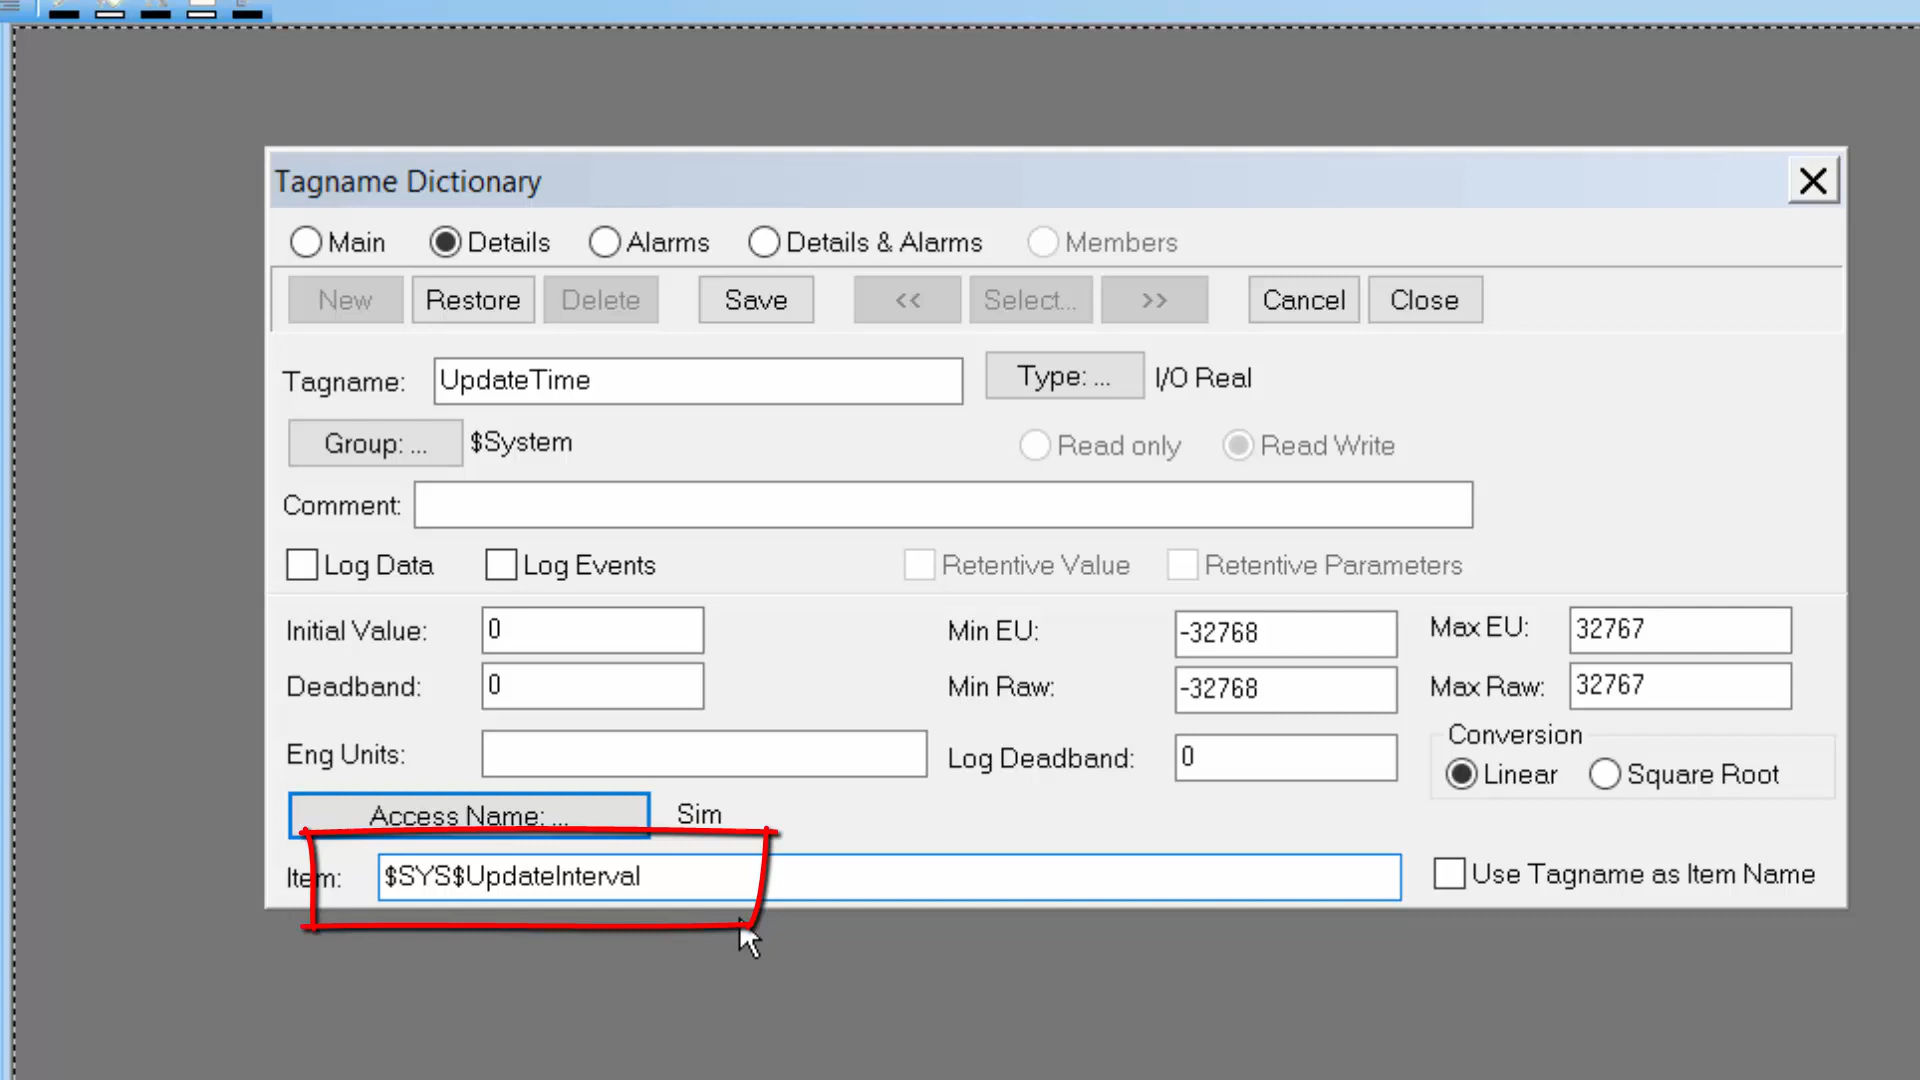 Tagname Dictionary
Main Details Alarms Details & Alarms Members
New Restore Delete Save << Select... >> Cancel Close
Tagname: UpdateTime Type: ... I/O Real
Group: ... $System Read only Read Write
Comment:
Log Data Log Events Retentive Value Retentive Parameters
Initial Value: 0 Min EU: -32768 Max EU: 32767
Deadband: 0 Min Raw: -32768 Max Raw: 32767
Conversion
Eng Units: Log Deadband: 0 Linear Square Root
Access Name: ... Sim
Item: $SYS$UpdateInterval Use Tagname as Item Name